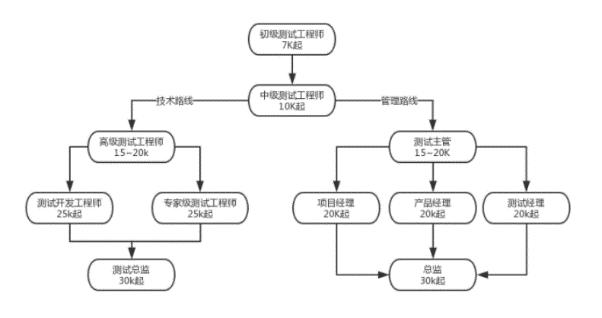 初级测试工程师
7K起
中级测试工程师
10K起
技术路线
管理路线
高级测试工程师
15~20k
测试主管
15~20K
测试开发工程师
25k起
专家级测试工程师
25k起
项目经理
20K起
产品经理
20k起
测试经理
20k起
测试总监
30k起
总监
30k起